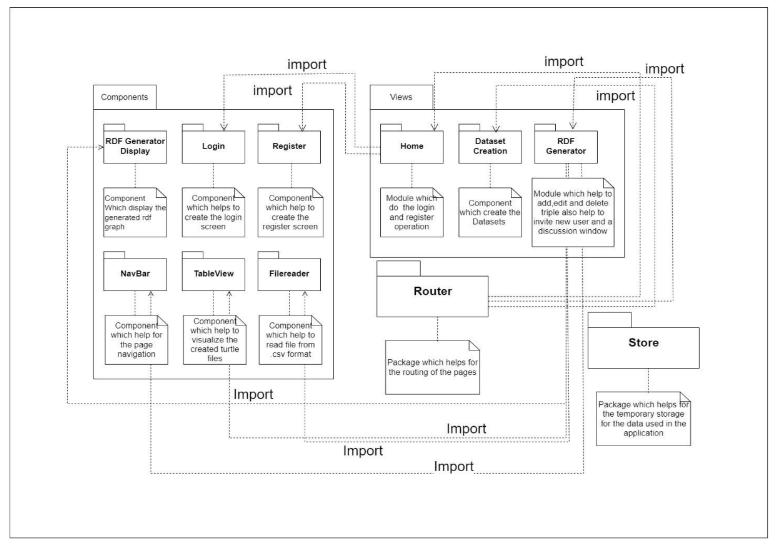 import
import
import
import
import
Components
RDF Generator
Display
Login
Register
Component
Which display the
generated rdf
graph
Component
which helps to
create the login
screen
Component
which help to
create the
register screen
NavBar
TableView
Filereader
Component
which help for
the page
navigation
Component
which help to
visualize the
created turtle
files
Component
which help to
read file from
.csv format
Views
Home
Dataset
Creation
RDF
Generator
Module which
do the login
and register
operation
Component
which create the
Datasets
Module which help to
add,edit and delete
triple also help to
invite new user and a
discussion window
Router
Package which helps for
the routing of the pages
Store
Package which helps for
the temporary storage
for the data used in the
application
Import
Import
Import
Import